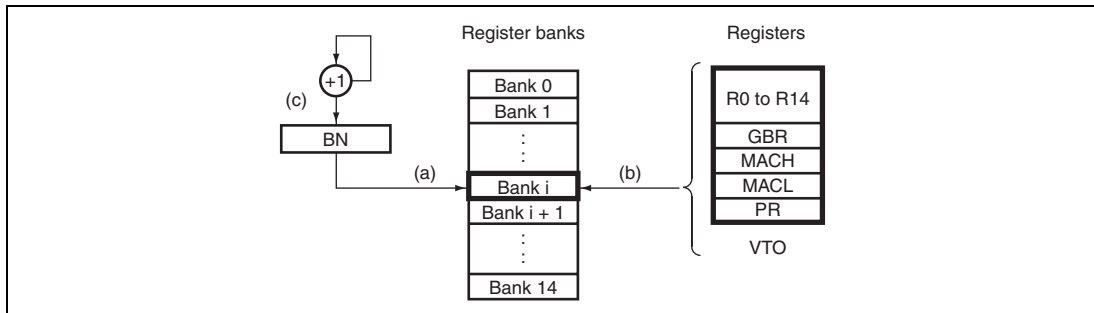 Register banks
Registers
+1
(c)
BN
(a)
Bank 0
Bank 1
Bank i
Bank i + 1
Bank 14
(b)
R0 to R14
GBR
MACH
MACL
PR
VTO